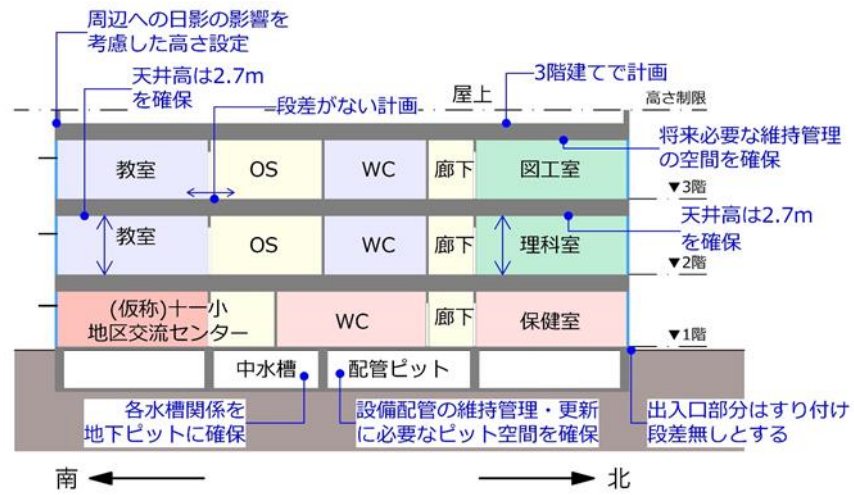 周辺への日影の影響を
考慮した高さ設定
天井高は2.7m
を確保
段差がない計画
屋上
3階建てで計画
高さ制限
将来必要な維持管理
の空間を確保
教室
OS
WC
廊下
図工室
▼3階
天井高は2.7m
を確保
教室
OS
WC
廊下
理科室
▼2階
(仮称)十一小
地区交流センター
WC
廊下
保健室
▼1階
中水槽
配管ピット
各水槽関係を
地下ピットに確保
設備配管の維持管理・更新
に必要なピット空間を確保
出入口部分はすり付け
段差無しとする
南
北